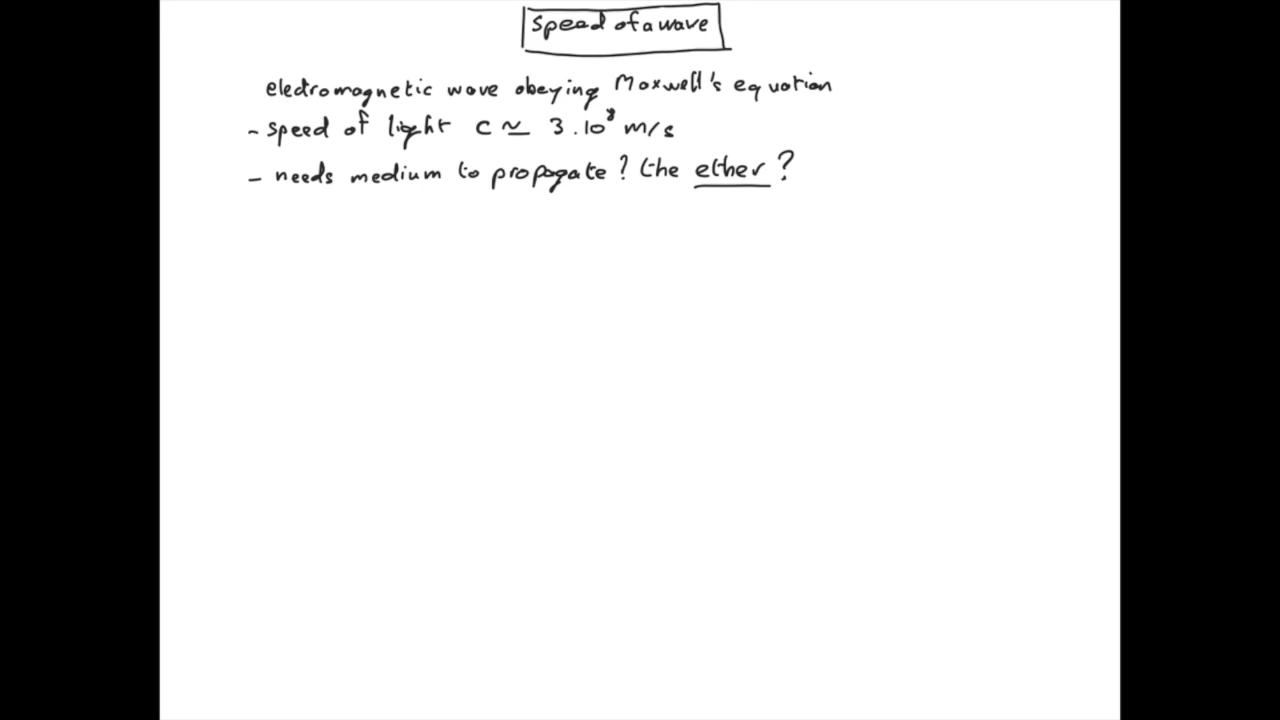 Speed of a wave
electromagnetic wave obeying Maxwell's equation
- speed of light c ≃ 3.10⁸ m/s
- needs medium to propagate? the ether?